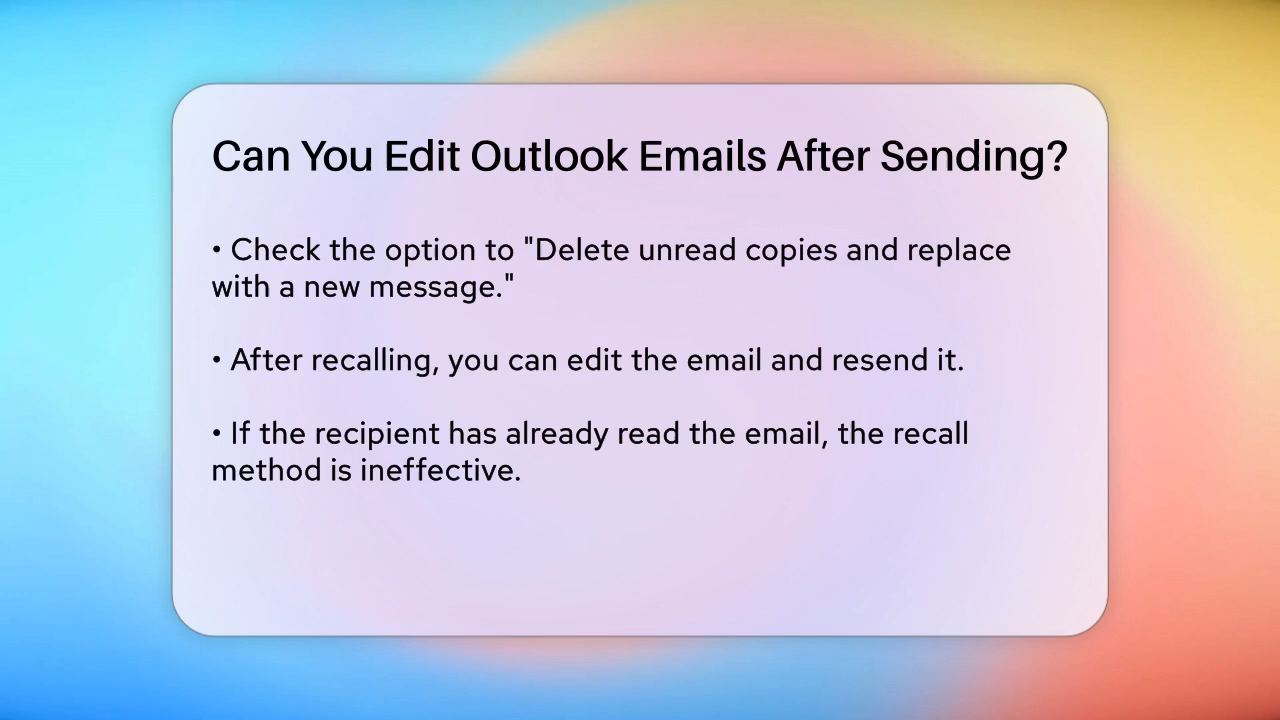 Can You Edit Outlook Emails After Sending?
• Check the option to "Delete unread copies and replace
with a new message."
• After recalling, you can edit the email and resend it.
• If the recipient has already read the email, the recall
method is ineffective.